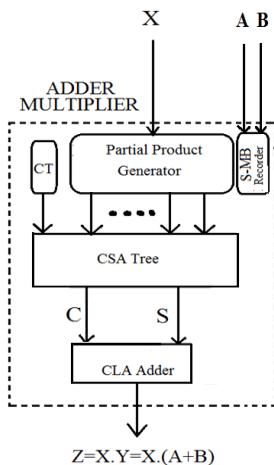 X
A B
ADDER
MULTIPLIER
CT
Partial Product
Generator
S-MB
Recorder
CSA Tree
C
S
CLA Adder
Z=X.Y=X.(A+B)